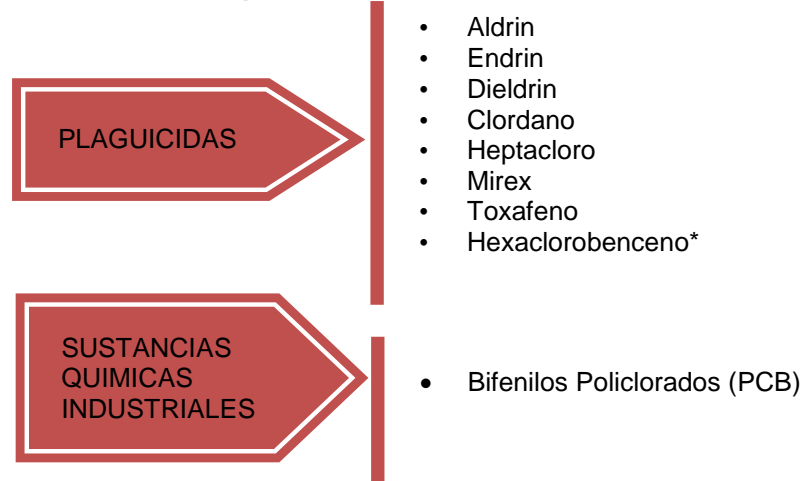 PLAGUICIDAS
• Aldrin
• Endrin
• Dieldrin
• Clordano
• Heptacloro
• Mirex
• Toxafeno
• Hexaclorobenceno*
SUSTANCIAS
QUIMICAS
INDUSTRIALES
• Bifenilos Policlorados (PCB)